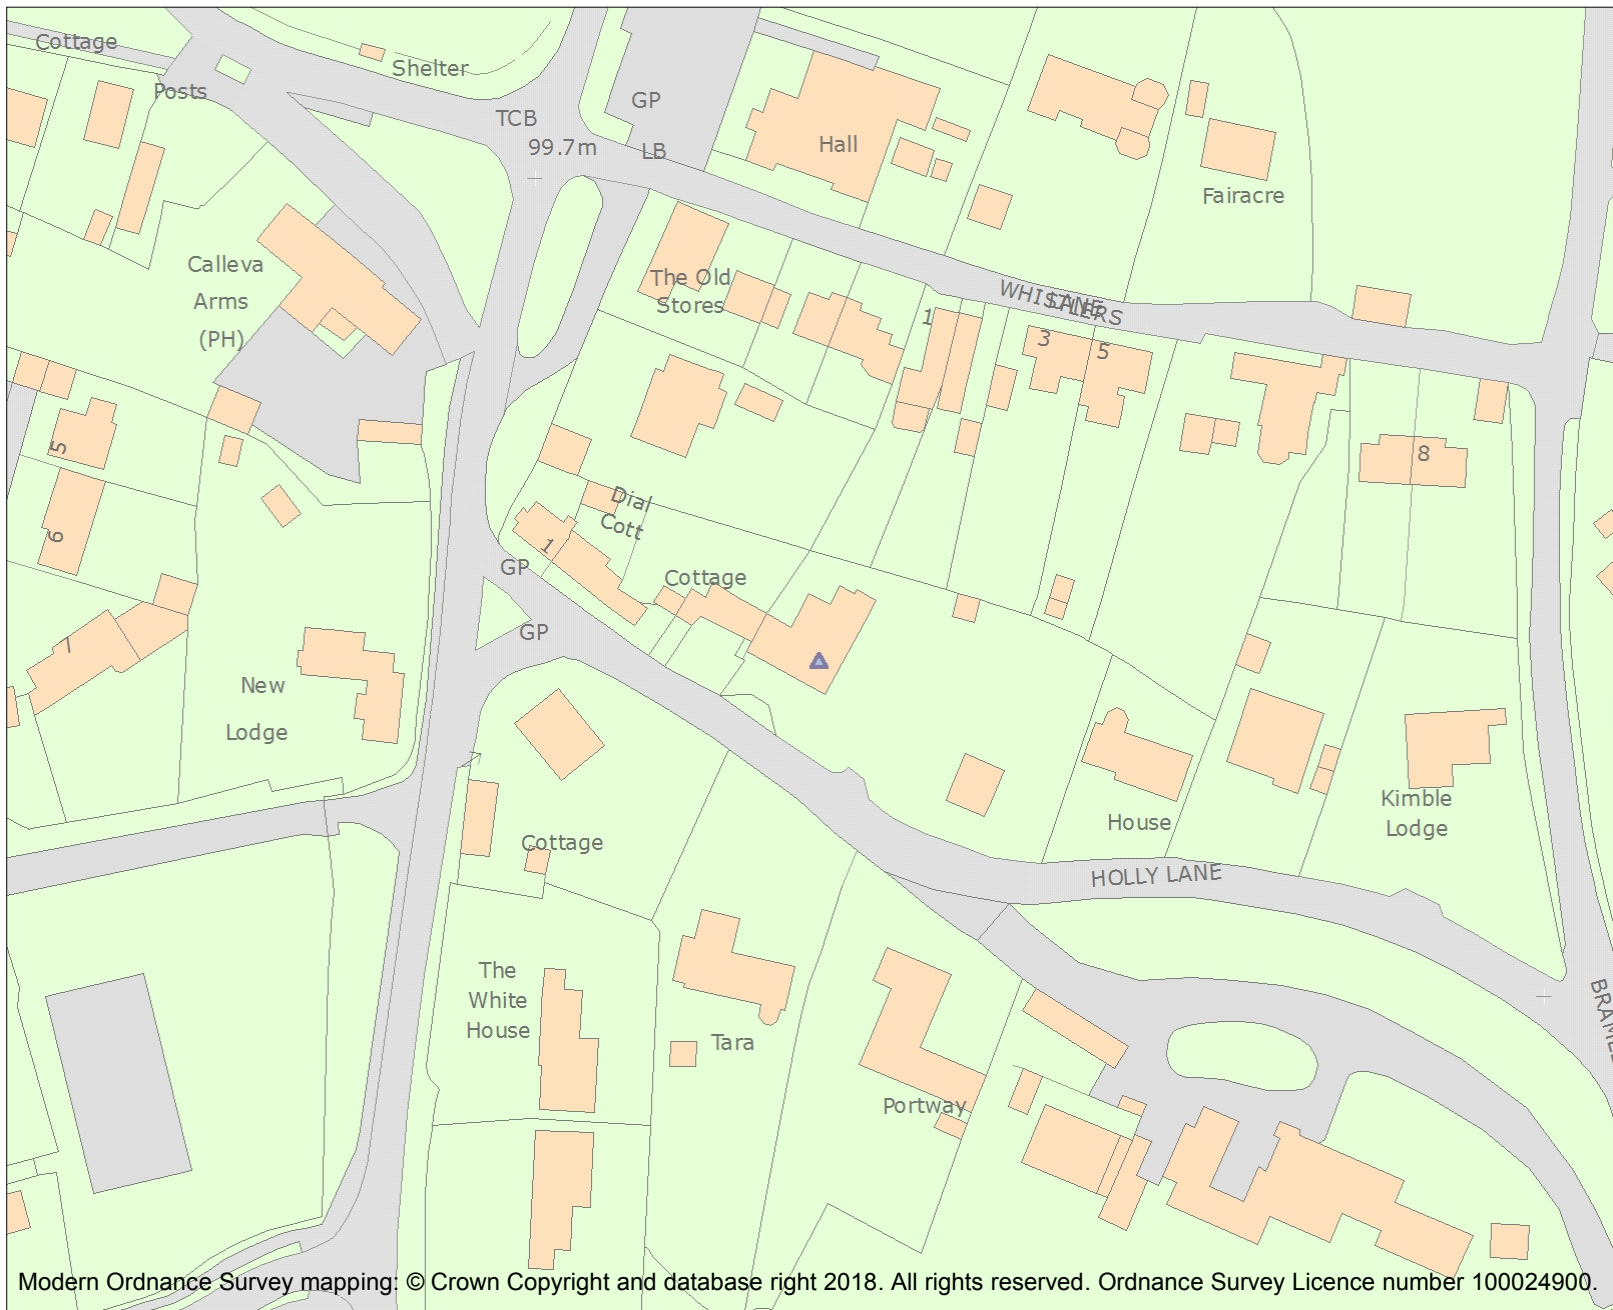 Cottage
Shelter
Posts
GP
TCB
99.7m
LB
Hall
Fairacre
Calleva
Arms
(PH)
The Old
Stores
WHISTLERS
LANE
1
3
5
5
6
7
8
Dial
Cott
1
GP
Cottage
GP
New
Lodge
Kimble
Lodge
House
Cottage
HOLLY LANE
The
White
House
Tara
Portway
Modern Ordnance Survey mapping: © Crown Copyright and database right 2018. All rights reserved. Ordnance Survey Licence number 100024900.